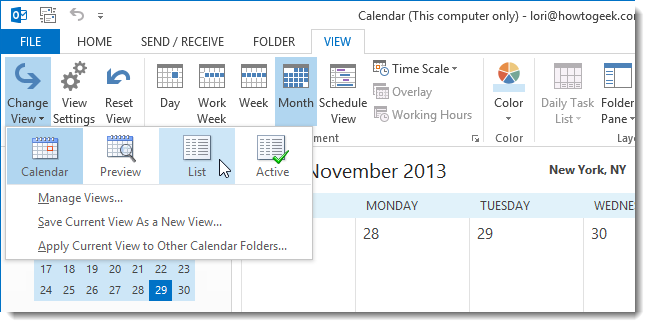 Calendar (This computer only) - lori@howtogeek.com
FILE HOME SEND / RECEIVE FOLDER VIEW
Change View View Settings Reset View
Day Work Week Week Month Schedule View
Time Scale
Overlay
Working Hours
Color
Daily Task List Folder Pane
Color
Calendar Preview List Active
Manage Views...
Save Current View As a New View...
Apply Current View to Other Calendar Folders...
November 2013
New York, NY
MONDAY TUESDAY
28 29 30
17 18 19 20 21 22 23
24 25 26 27 28 29 30